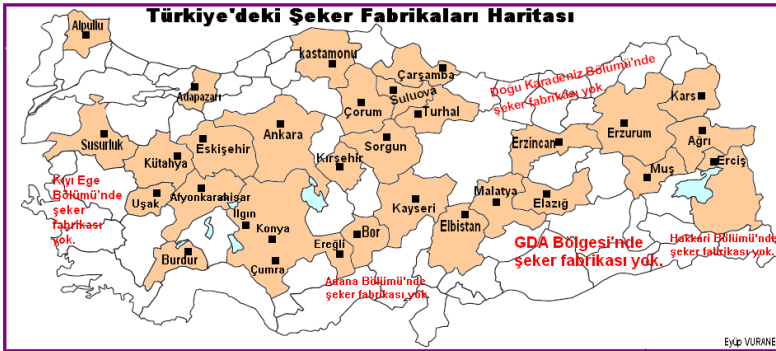 Türkiye'deki Şeker Fabrikaları Haritası
Alpullu
kastamonu
Çarşamba
Doğu Karadeniz Bölümü'nde
şeker fabrikası yok.
Adapazarı
Suluova
Kars
Çorum
Turhal
Ankara
Erzurum
Susurluk
Eskişehir
Sorgun
Erzincan
Ağrı
Kütahya
Kırşehir
Muş
Erciş
Kıyı Ege
Bölümü'nde
şeker
fabrikası
yok.
Uşak
Afyonkarahisar
Kayseri
Malatya
Elazığ
Ilgın
Konya
Bor
Elbistan
Ereğli
Burdur
Çumra
GDA Bölgesi'nde
şeker fabrikası yok.
Hakkari Bölümü'nde
şeker fabrikası yok.
Adana Bölümü'nde
şeker fabrikası yok.
Eyüp VURANE